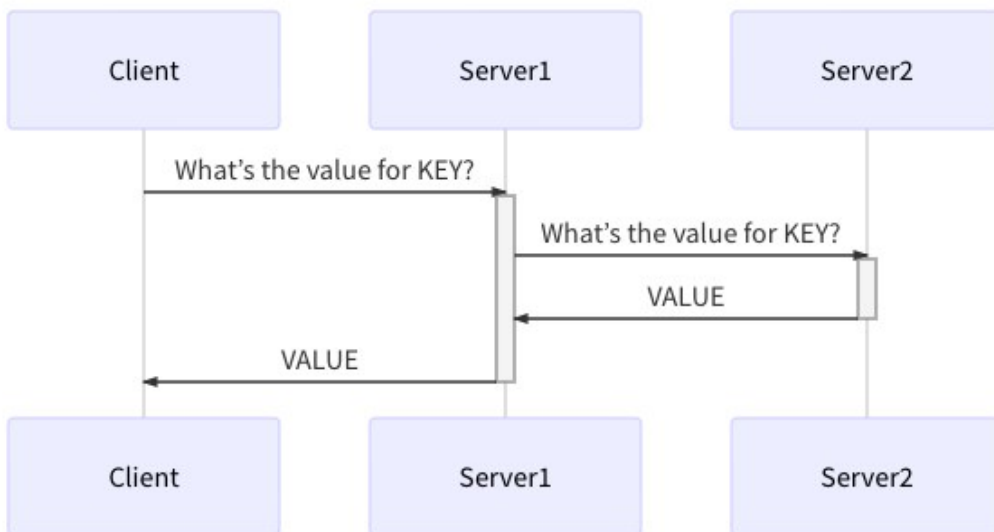 Client
Server1
Server2
What’s the value for KEY?
What’s the value for KEY?
VALUE
VALUE
Client
Server1
Server2